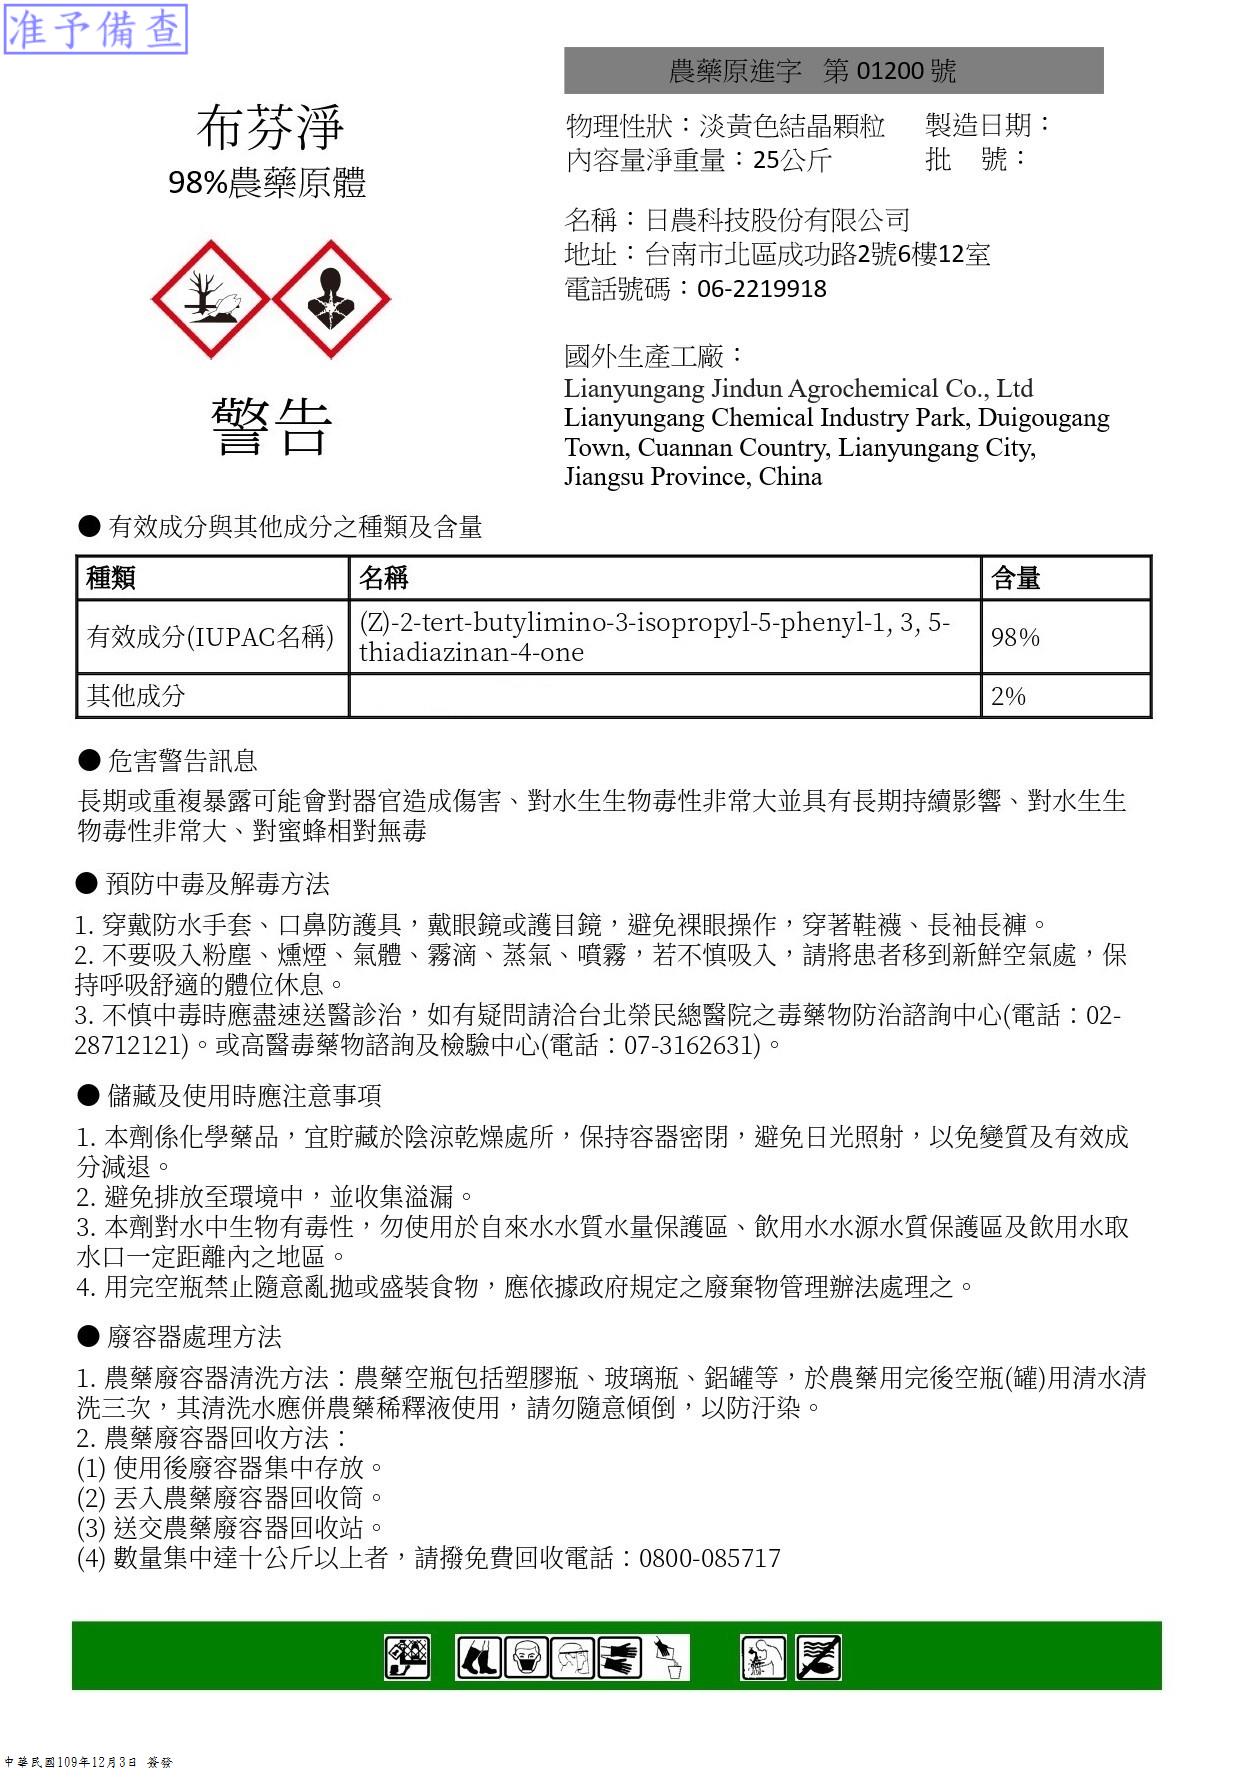 准予備查
農藥原進字 第 01200 號
布芬淨
98%農藥原體
物理性狀：淡黃色結晶顆粒 製造日期：
內容量淨重量：25公斤 批 號：
名稱：日農科技股份有限公司
地址：台南市北區成功路2號6樓12室
電話號碼：06-2219918
警告
國外生產工廠：
Lianyungang Jindun Agrochemical Co., Ltd
Lianyungang Chemical Industry Park, Duigougang
Town, Cuannan Country, Lianyungang City,
Jiangsu Province, China
● 有效成分與其他成分之種類及含量
種類 名稱 含量
有效成分(IUPAC名稱) (Z)-2-tert-butylimino-3-isopropyl-5-phenyl-1, 3, 5-
thiadiazinan-4-one 98%
其他成分 2%
● 危害警告訊息
長期或重複暴露可能會對器官造成傷害、對水生生物毒性非常大並具有長期持續影響、對水生生
物毒性非常大、對蜜蜂相對無毒
● 預防中毒及解毒方法
1. 穿戴防水手套、口鼻防護具，戴眼鏡或護目鏡，避免裸眼操作，穿著鞋襪、長袖長褲。
2. 不要吸入粉塵、燻煙、氣體、霧滴、蒸氣、噴霧，若不慎吸入，請將患者移到新鮮空氣處，保
持呼吸舒適的體位休息。
3. 不慎中毒時應盡速送醫診治，如有疑問請洽台北榮民總醫院之毒藥物防治諮詢中心(電話：02-
28712121)。或高醫毒藥物諮詢及檢驗中心(電話：07-3162631)。
● 儲藏及使用時應注意事項
1. 本劑係化學藥品，宜貯藏於陰涼乾燥處所，保持容器密閉，避免日光照射，以免變質及有效成
分減退。
2. 避免排放至環境中，並收集溢漏。
3. 本劑對水中生物有毒性，勿使用於自來水水質水量保護區、飲用水水源水質保護區及飲用水取
水口一定距離內之地區。
4. 用完空瓶禁止隨意亂拋或盛裝食物，應依據政府規定之廢棄物管理辦法處理之。
● 廢容器處理方法
1. 農藥廢容器清洗方法：農藥空瓶包括塑膠瓶、玻璃瓶、鋁罐等，於農藥用完後空瓶(罐)用清水清
洗三次，其清洗水應併農藥稀釋液使用，請勿隨意傾倒，以防汙染。
2. 農藥廢容器回收方法：
(1) 使用後廢容器集中存放。
(2) 丟入農藥廢容器回收筒。
(3) 送交農藥廢容器回收站。
(4) 數量集中達十公斤以上者，請撥免費回收電話：0800-085717
中華民國109年12月3日 簽發